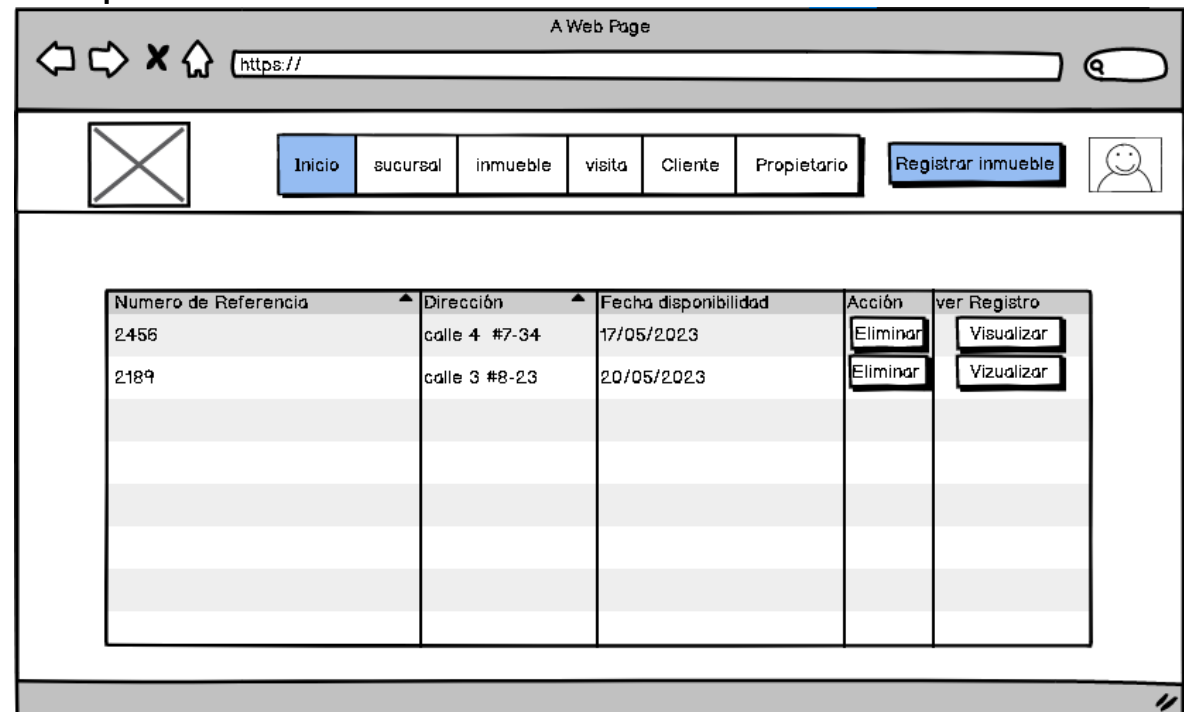 A Web Page
https://
Inicio sucursal inmueble visita Cliente Propietario Registrar inmueble
Numero de Referencia Dirección Fecha disponibilidad Acción ver Registro
2456 calle 4 #7-34 17/05/2023 Eliminar Visualizar
2189 calle 3 #8-23 20/05/2023 Eliminar Vizualizar